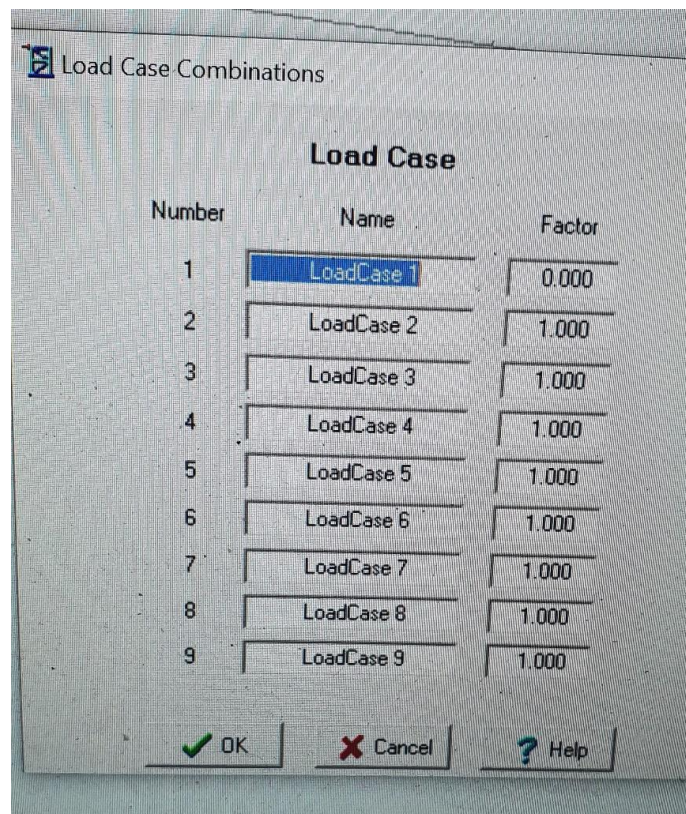 Load Case Combinations
Load Case
Number Name Factor
1 LoadCase 1 0.000
2 LoadCase 2 1.000
3 LoadCase 3 1.000
4 LoadCase 4 1.000
5 LoadCase 5 1.000
6 LoadCase 6 1.000
7 LoadCase 7 1.000
8 LoadCase 8 1.000
9 LoadCase 9 1.000
OK Cancel ? Help